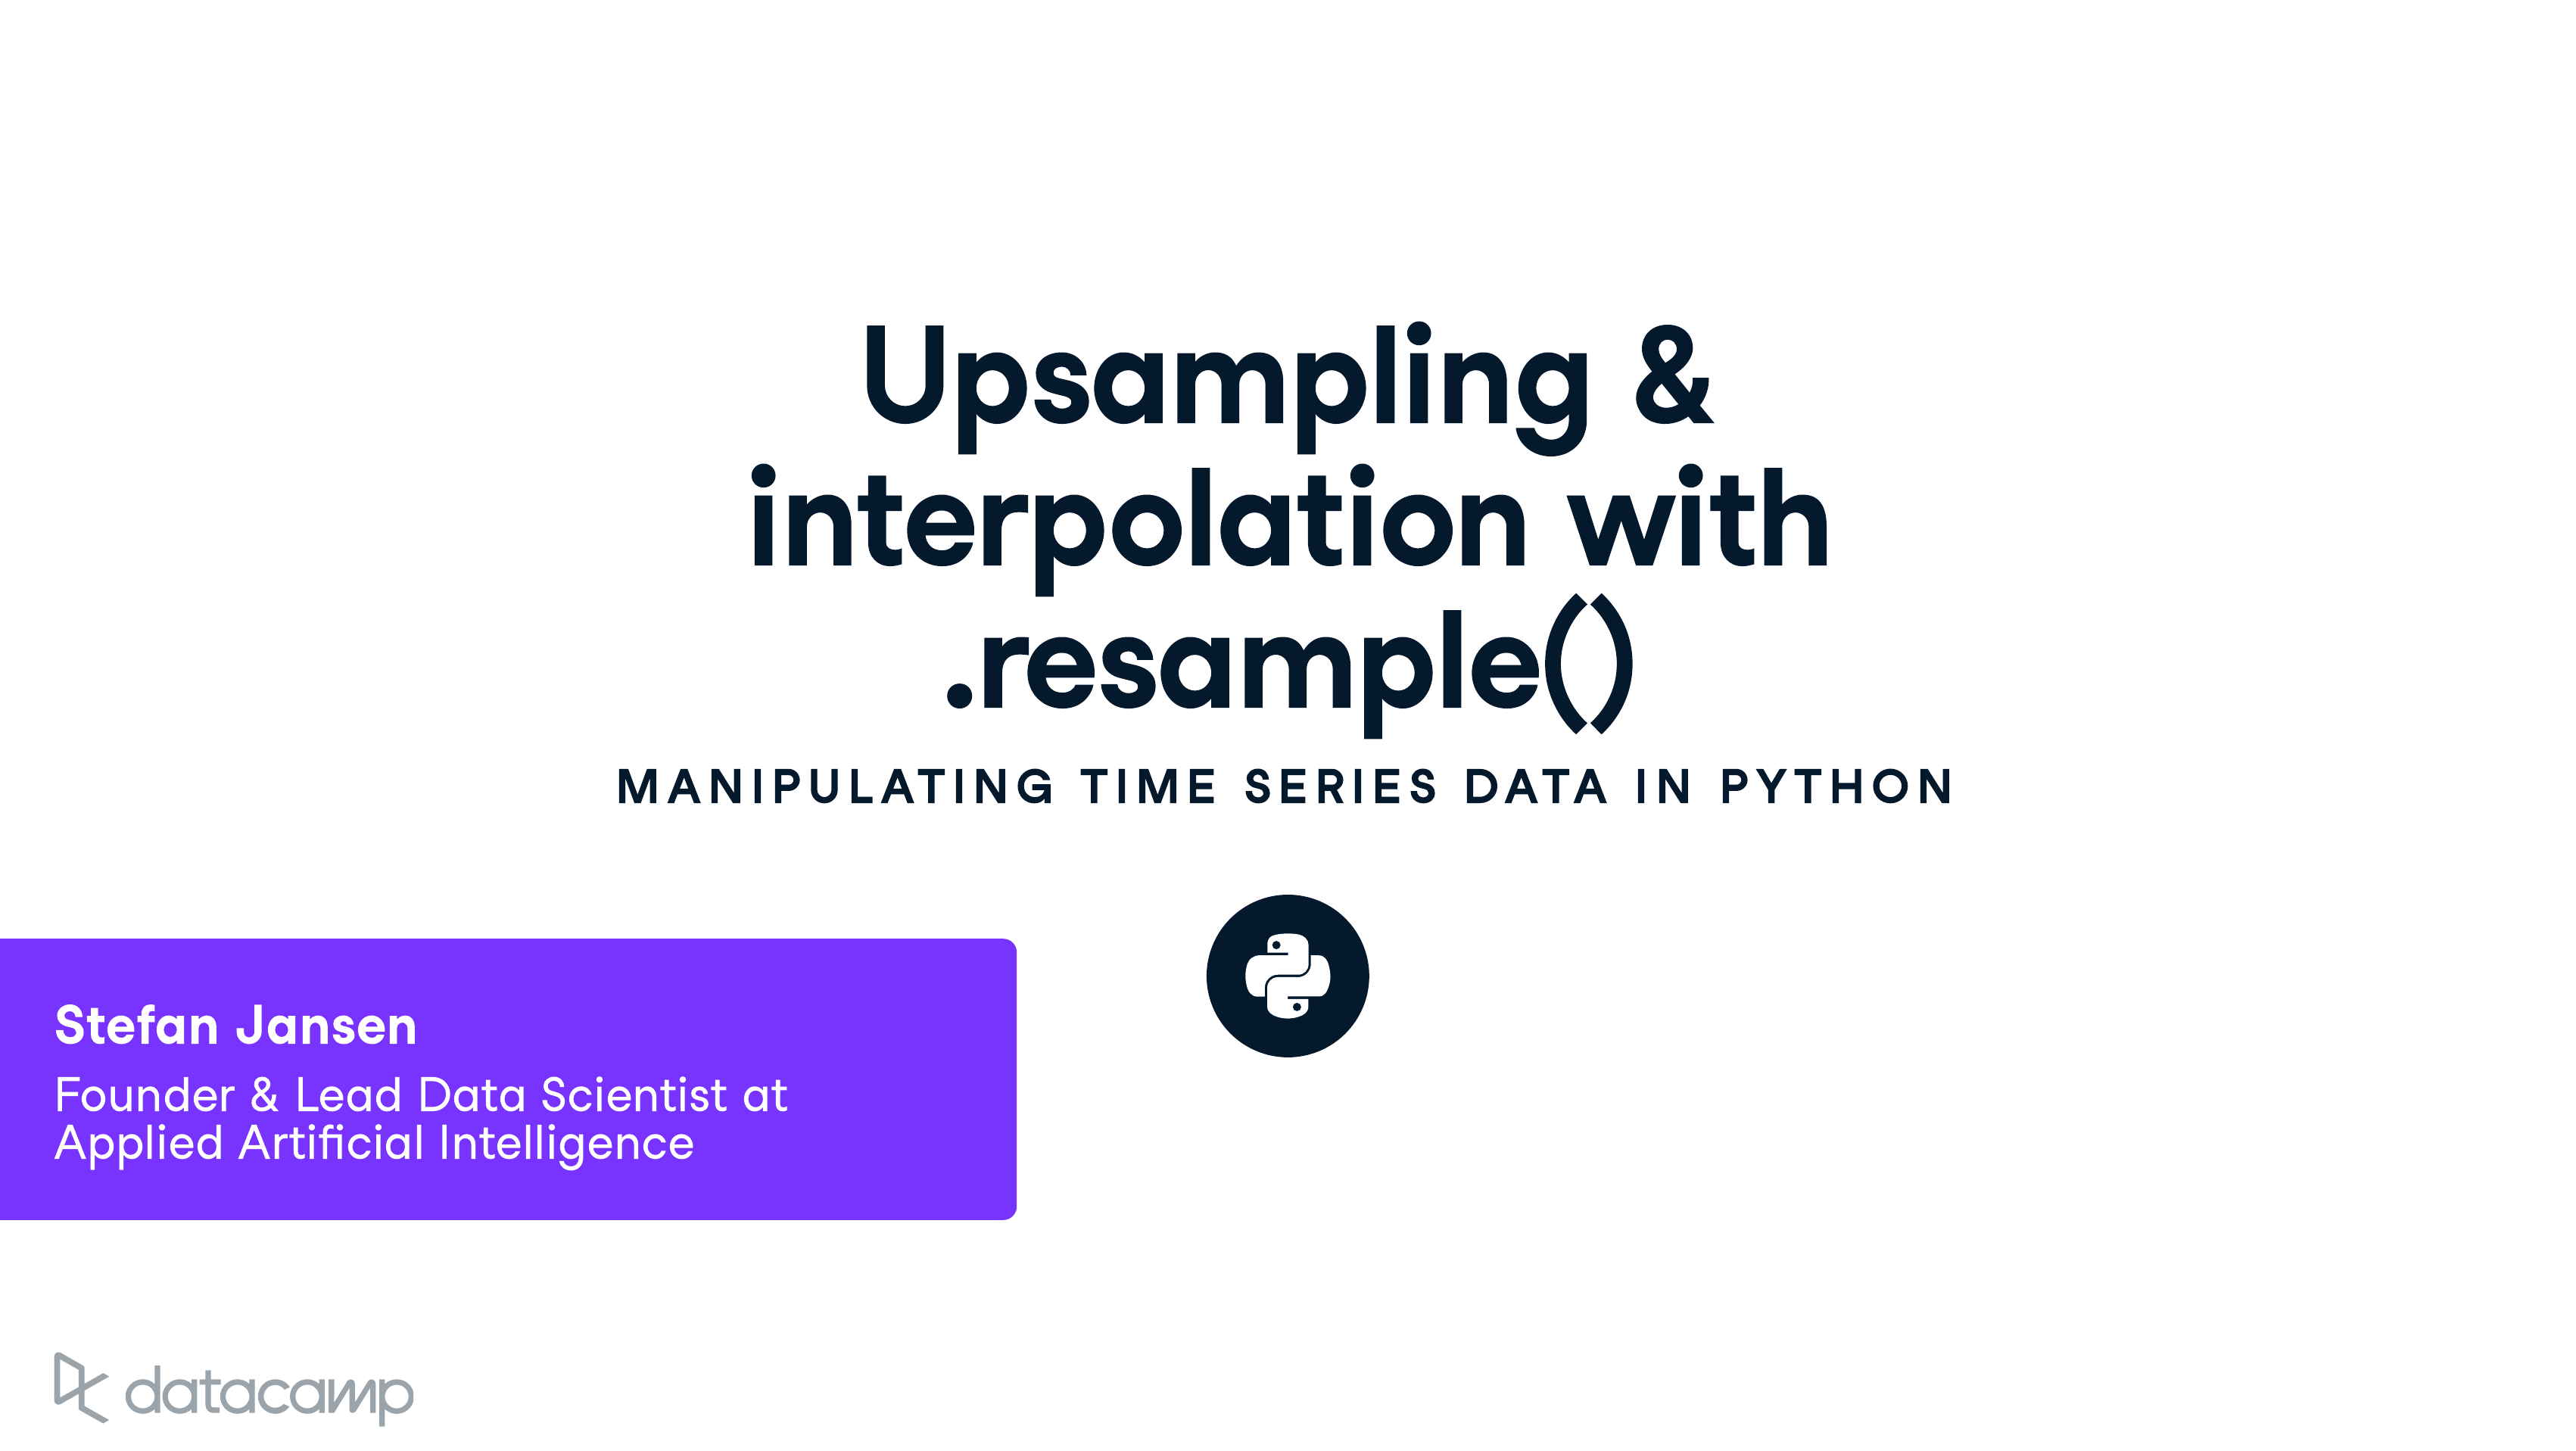 Upsampling &
interpolation with
.resample()
MANIPULATING TIME SERIES DATA IN PYTHON
Stefan Jansen
Founder & Lead Data Scientist at
Applied Artificial Intelligence
datacamp